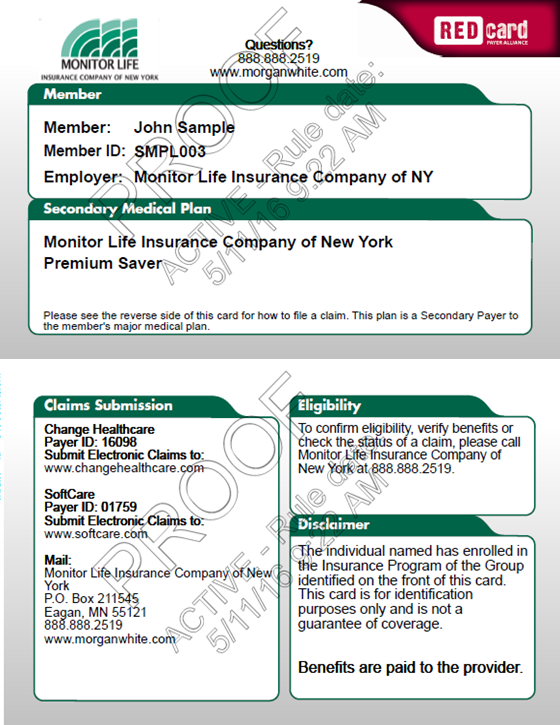 MONITOR LIFE
INSURANCE COMPANY OF NEW YORK
Questions?
888.888.2519
www.morganwhite.com
RED card
PAYER ALLIANCE
Member
Member: John Sample
Member ID: SMPL003
Employer: Monitor Life Insurance Company of NY
Secondary Medical Plan
Monitor Life Insurance Company of New York
Premium Saver
Please see the reverse side of this card for how to file a claim. This plan is a Secondary Payer to
the member's major medical plan.
PROOF
ACTIVE - Rule date:
5/11/16 9:22 AM
Claims Submission
Change Healthcare
Payer ID: 16098
Submit Electronic Claims to:
www.changehealthcare.com
SoftCare
Payer ID: 01759
Submit Electronic Claims to:
www.softcare.com
Mail:
Monitor Life Insurance Company of New
York
P.O. Box 211545
Eagan, MN 55121
888.888.2519
www.morganwhite.com
Eligibility
To confirm eligibility, verify benefits or
check the status of a claim, please call
Monitor Life Insurance Company of
New York at 888.888.2519.
Disclaimer
The individual named has enrolled in
the Insurance Program of the Group
identified on the front of this card.
This card is for identification
purposes only and is not a
guarantee of coverage.
Benefits are paid to the provider.
PROOF
ACTIVE - Rule date:
5/11/16 9:22 AM